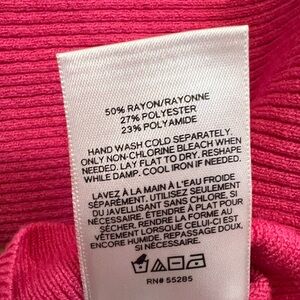 50% RAYON/RAYONNE
27% POLYESTER
23% POLYAMIDE
HAND WASH COLD SEPARATELY.
ONLY NON-CHLORINE BLEACH WHEN
NEEDED. LAY FLAT TO DRY. RESHAPE
WHILE DAMP. COOL IRON IF NEEDED.
LAVEZ À LA MAIN À L'EAU FROIDE
SÉPARÉMENT. UTILISEZ DE L'EAU
DU JAVELLISANT SANS CHLORE, SI
NÉCESSAIRE. ÉTENDRE À PLAT POUR
SÉCHER. RENDRE LA FORME AU
VÊTEMENT LORSQUE CELUI-CI EST
ENCORE HUMIDE. REPASSAGE DOUX,
SI NÉCESSAIRE.
RN# 55285